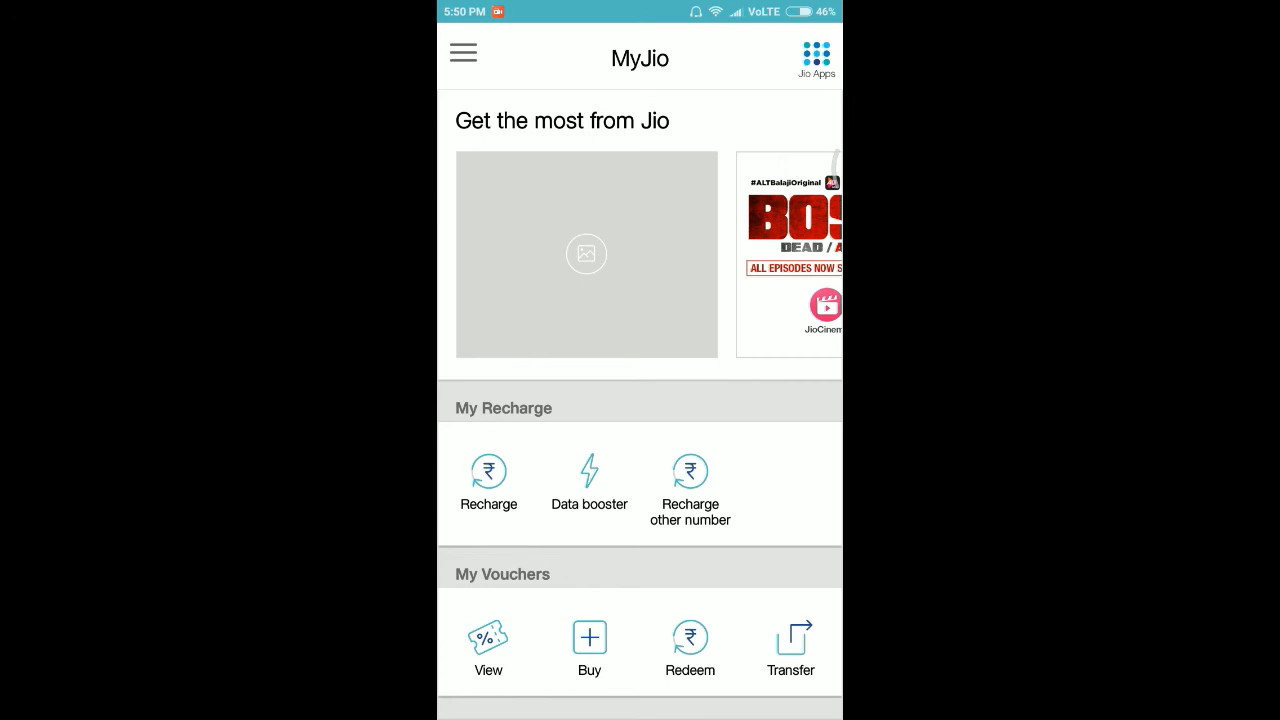 5:50 PM
VoLTE 46%
MyJio
Jio Apps
Get the most from Jio
#ALTBalajiOriginal
BOS
DEAD / A
ALL EPISODES NOW S
JioCinem
My Recharge
Recharge
Data booster
Recharge
other number
My Vouchers
View
Buy
Redeem
Transfer